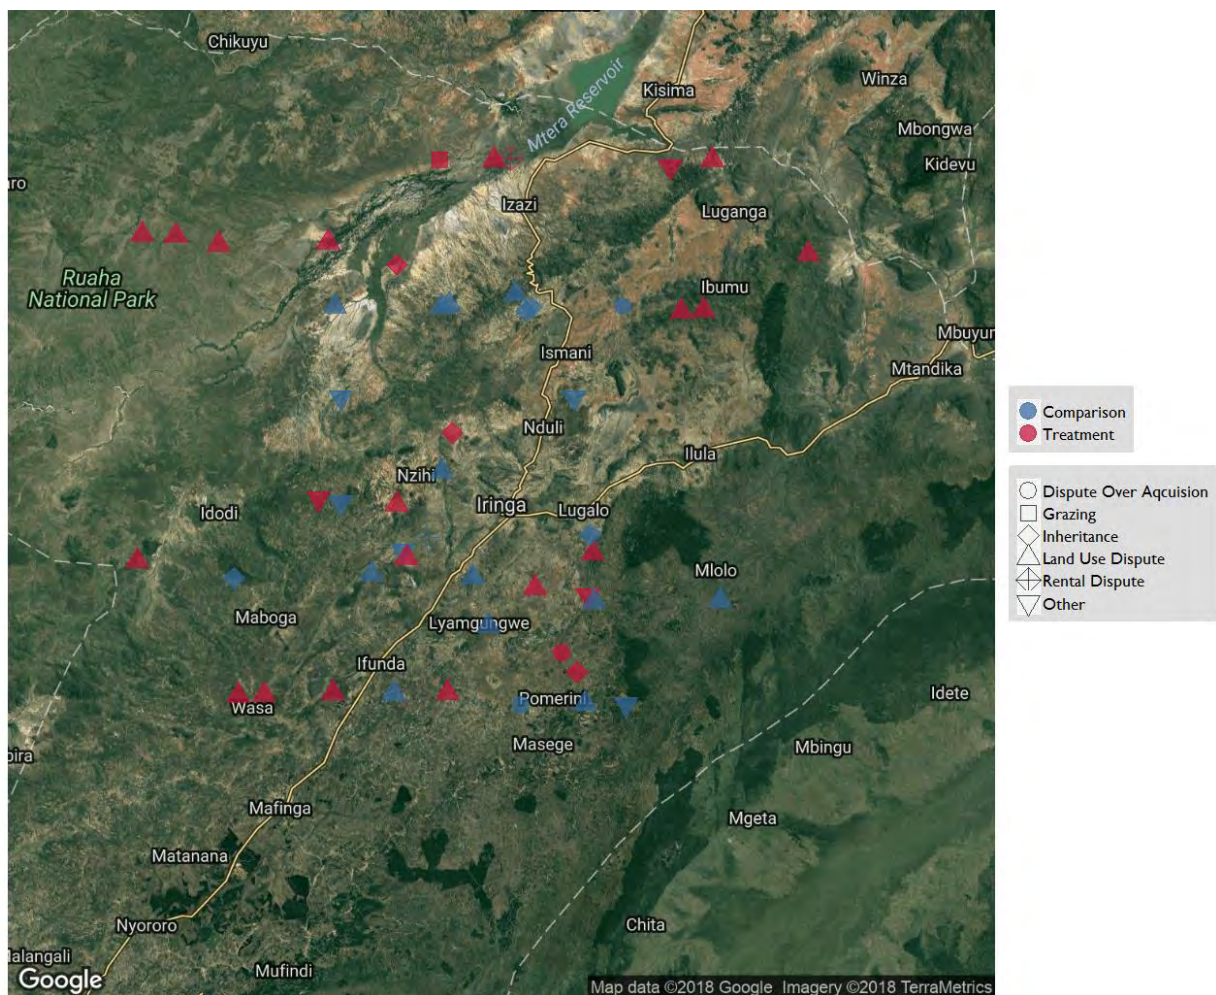 Chikuyu
Kisima
Winza
Mtera Reservoir
Mbongwa
Kidevu
aro
Izazi
Luganga
Ruaha
National Park
Ibumu
Mbuyun
Ismani
Mtandika
Comparison
Treatment
Nduli
Ilula
Nzihi
Dispute Over Aqcuision
Grazing
Inheritance
Land Use Dispute
Rental Dispute
Other
Idodi
Iringa
Lugalo
Mlolo
Maboga
Lyamgungwe
Ifunda
Wasa
Pomerini
Idete
Masege
Mbingu
Mafinga
Mgeta
Matanana
Nyororo
Chita
Malangali
Mufindi
Google
Map data ©2018 Google Imagery ©2018 TerraMetrics